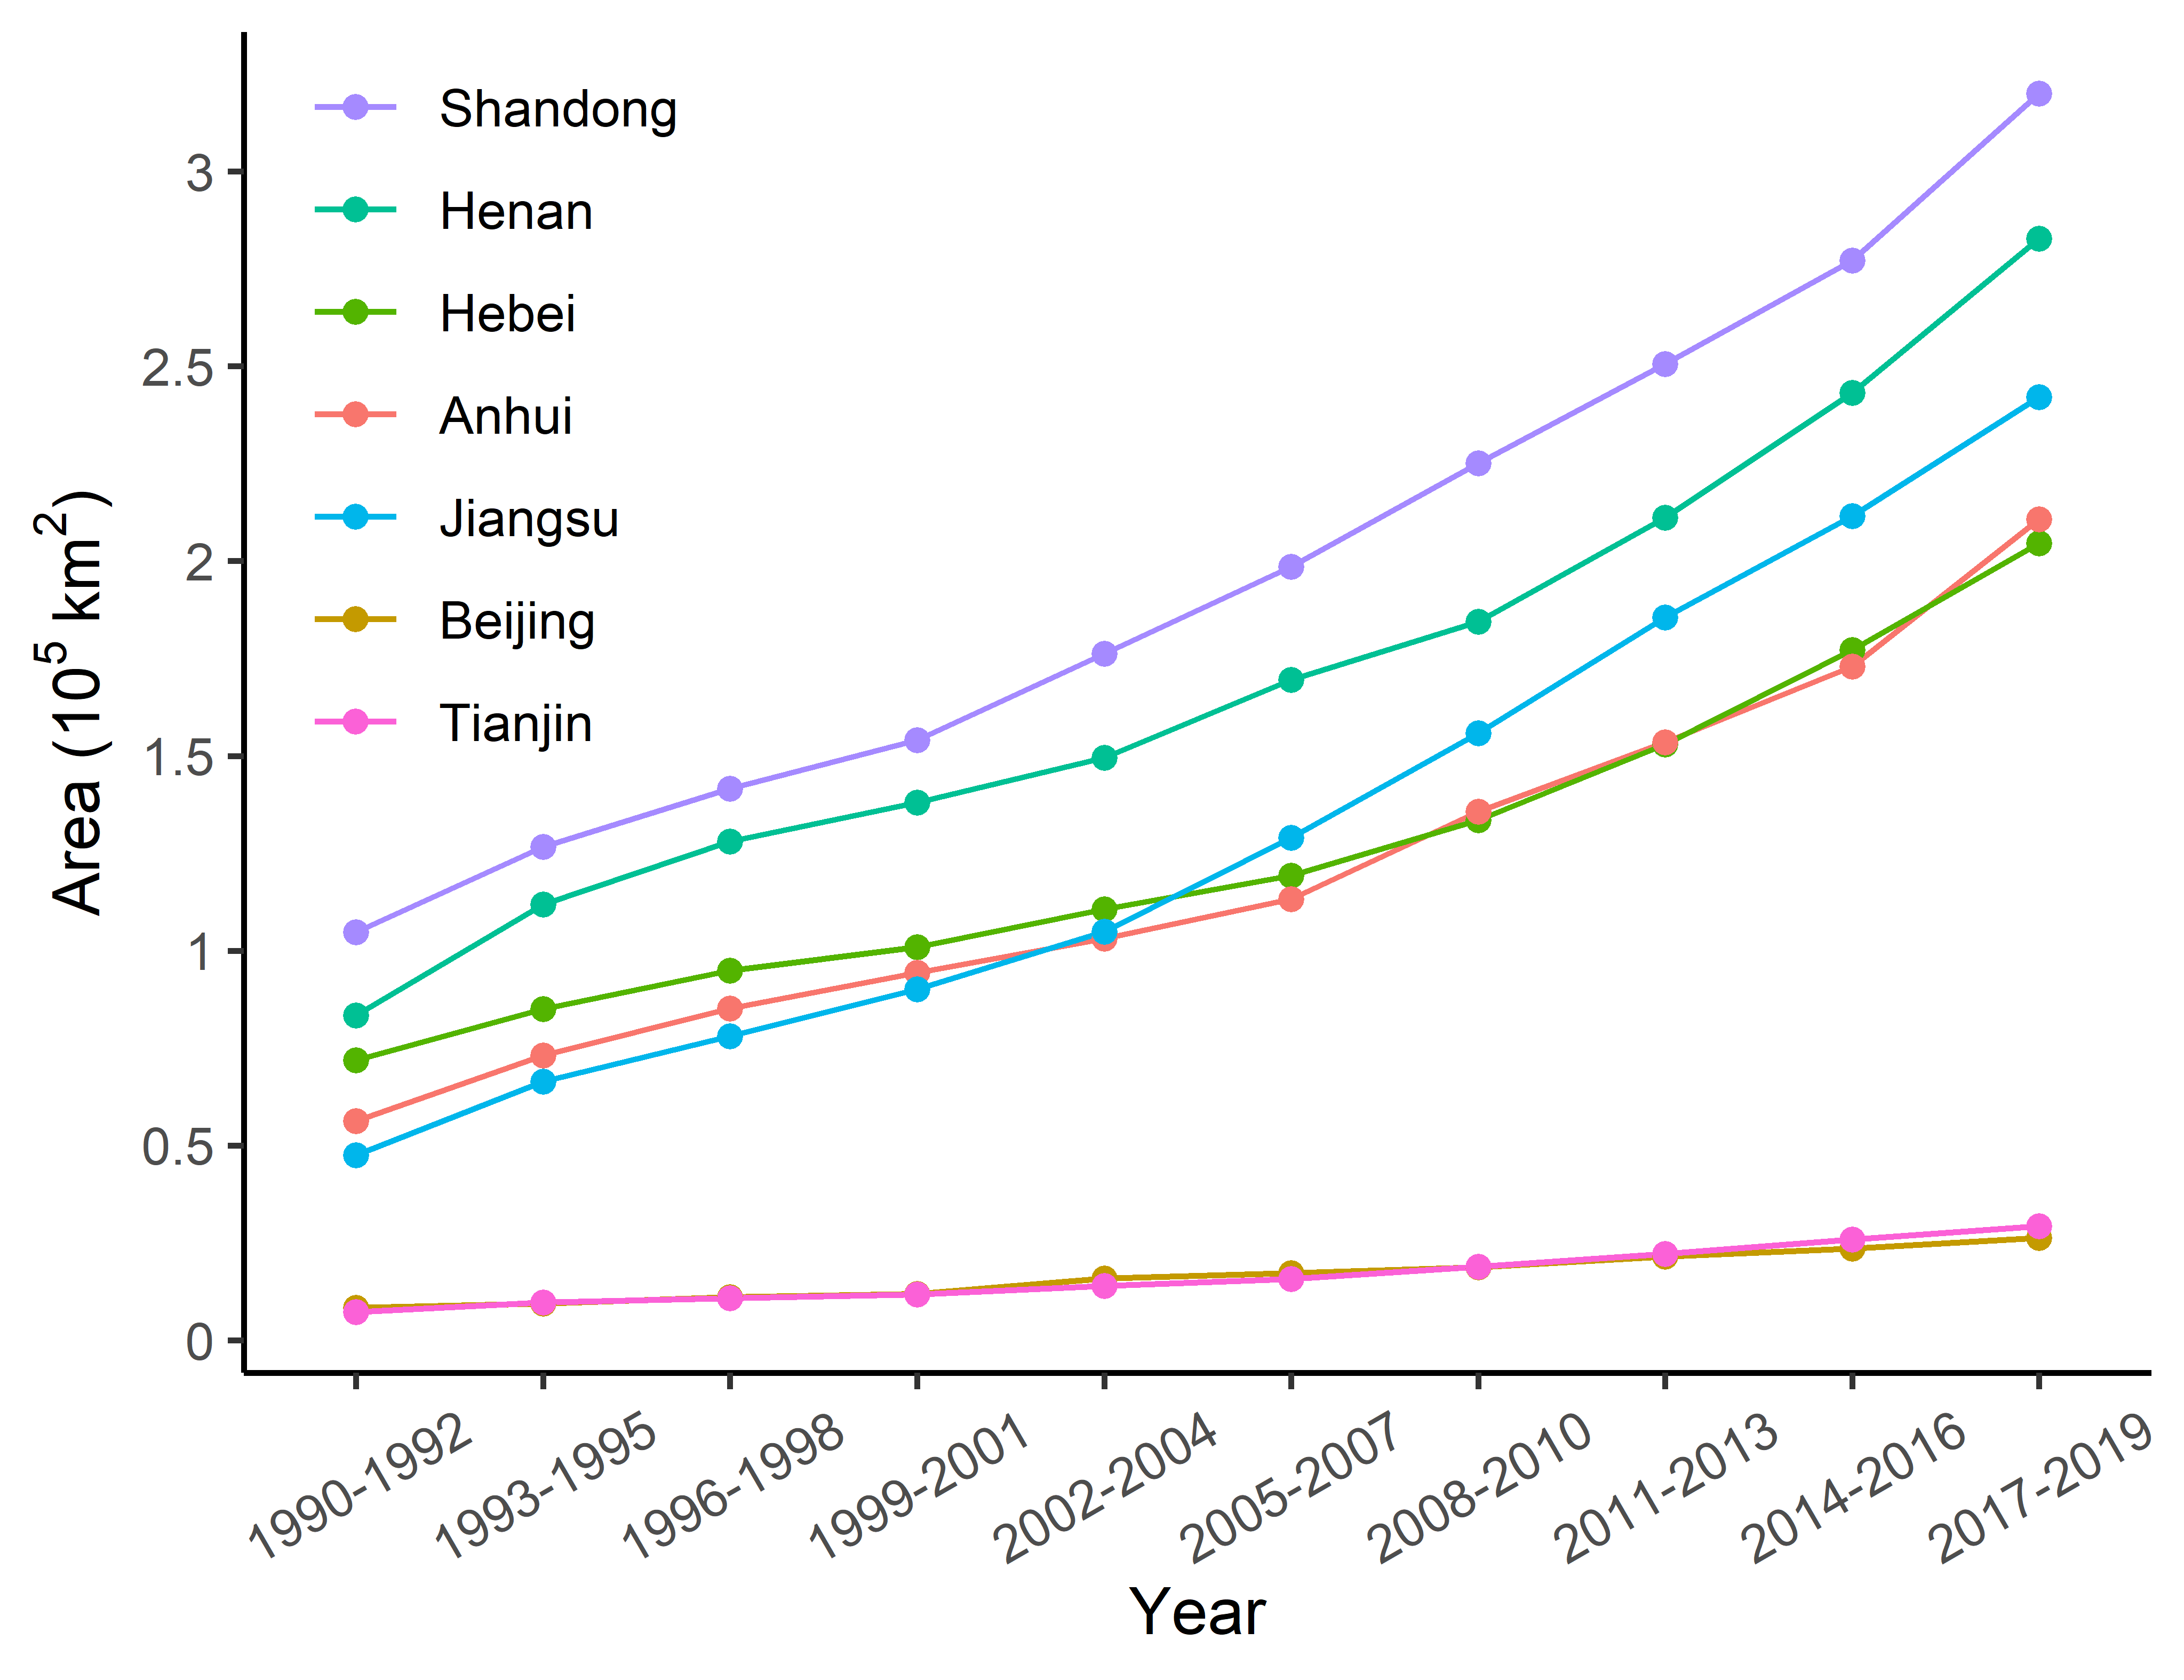 Shandong
Henan
Hebei
Anhui
Jiangsu
Beijing
Tianjin
3
2.5
2
1.5
1
0.5
0
Area (10⁵ km²)
1990-1992
1993-1995
1996-1998
1999-2001
2002-2004
2005-2007
2008-2010
2011-2013
2014-2016
2017-2019
Year